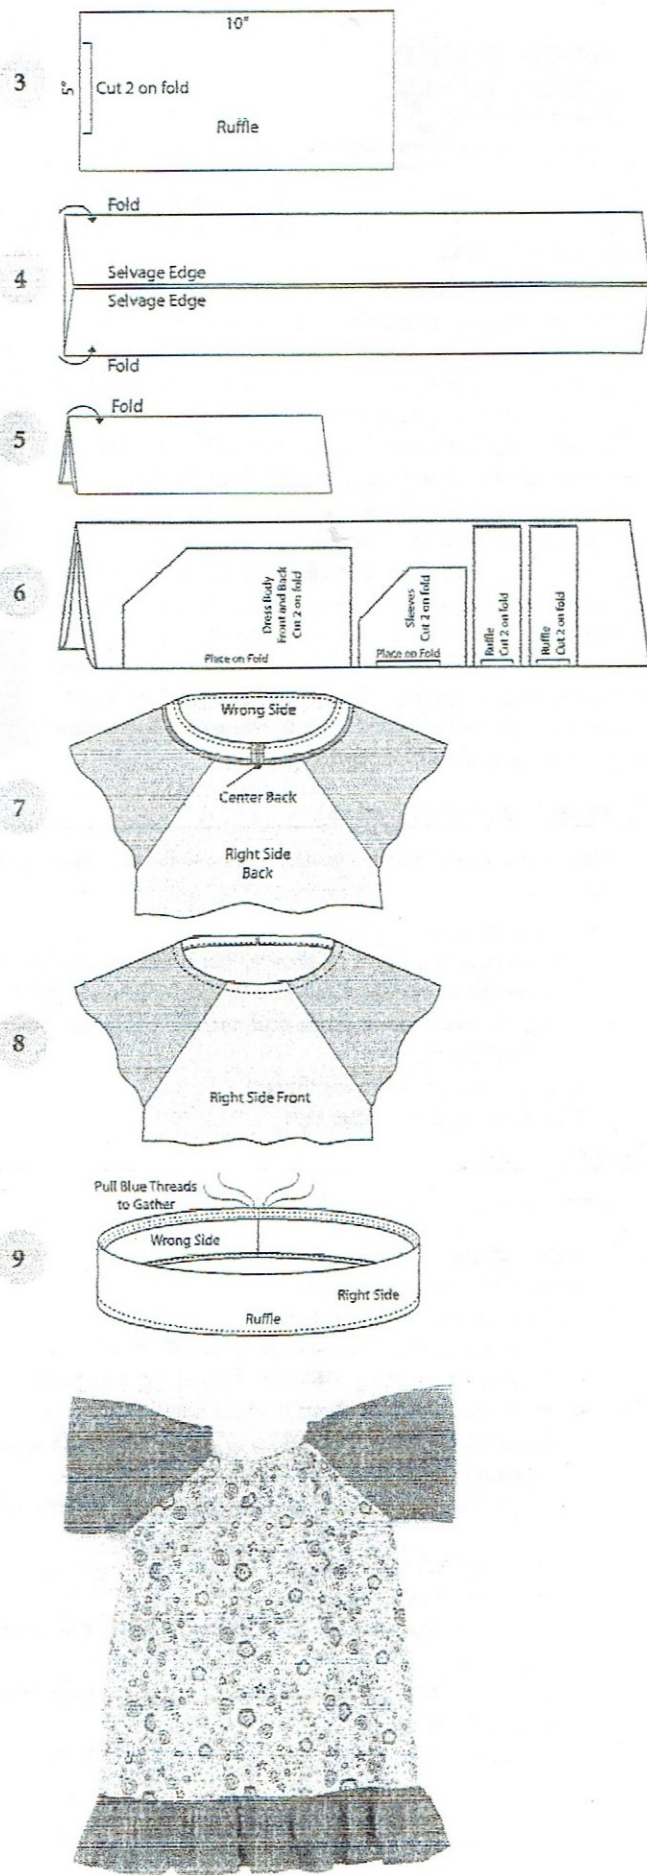 3
10"
5"
Cut 2 on fold
Ruffle
4
Fold
Selvage Edge
Selvage Edge
Fold
5
Fold
6
Dress Body
Front and Back
Cut 2 on fold
Place on Fold
Sleeves
Cut 2 on fold
Place on Fold
Ruffle
Cut 2 on fold
Ruffle
Cut 2 on fold
7
Wrong Side
Center Back
Right Side
Back
8
Right Side Front
9
Pull Blue Threads
to Gather
Wrong Side
Right Side
Ruffle